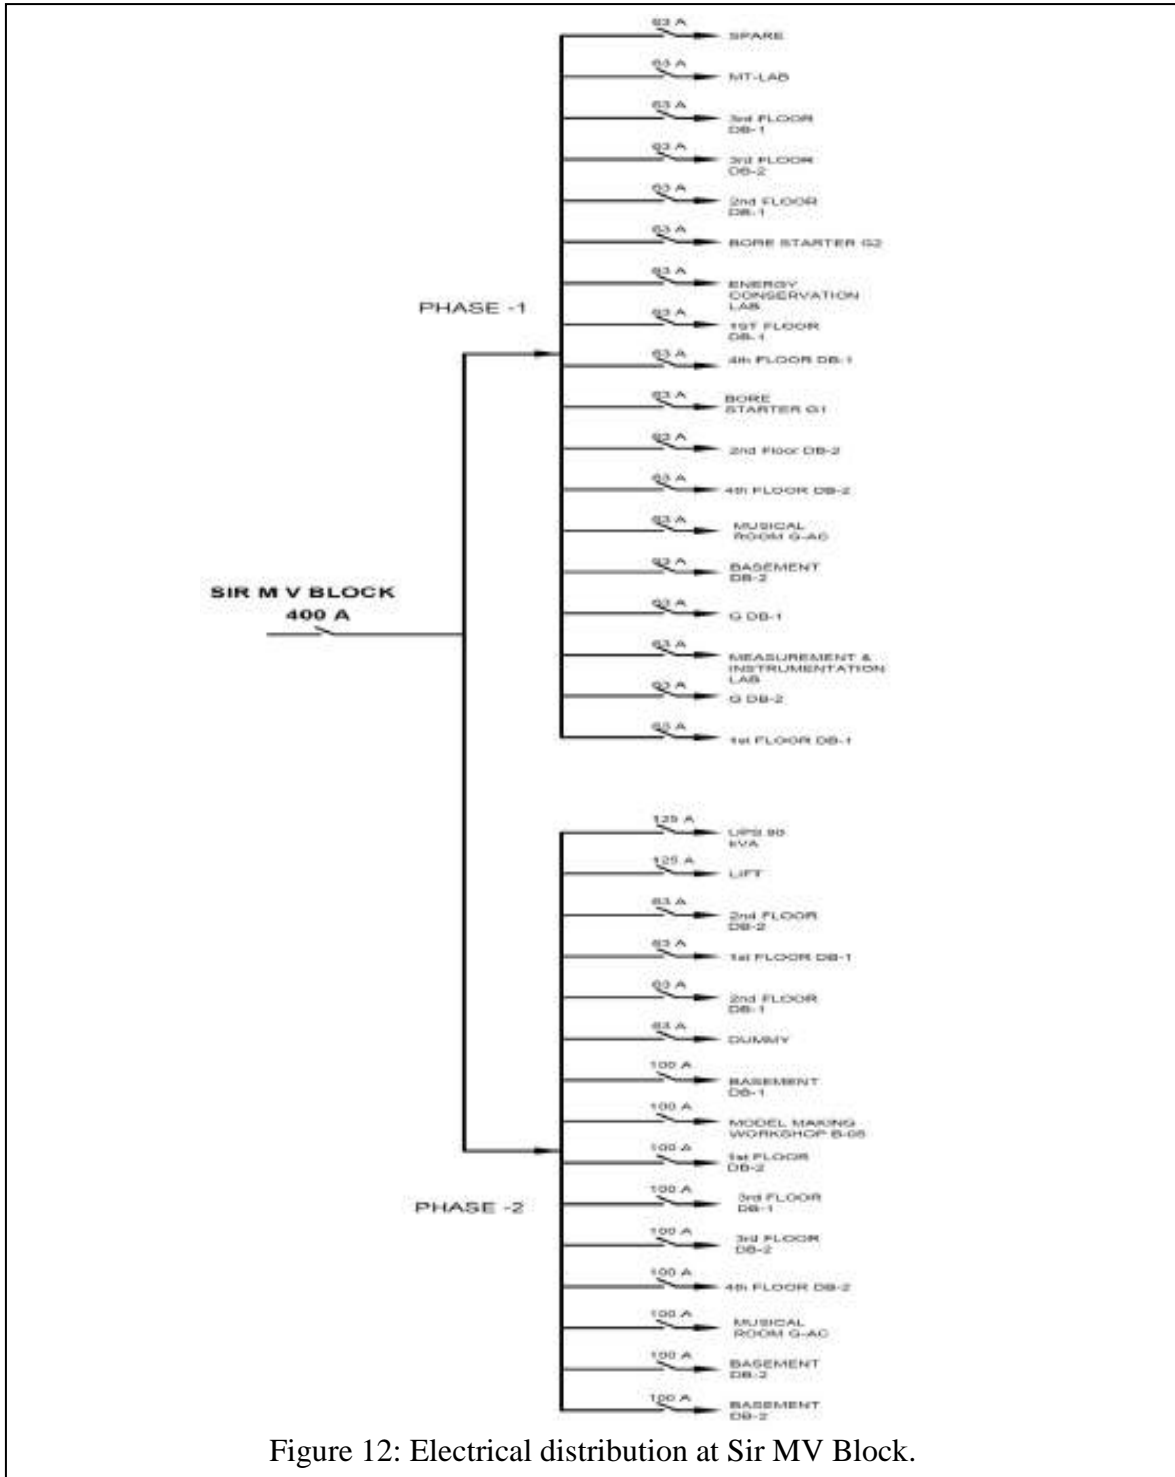 63 A
SPARE
63 A
MT-LAB
63 A
3rd FLOOR
DB-1
63 A
3rd FLOOR
DB-2
63 A
2nd FLOOR
DB-1
63 A
BORE STARTER G2
63 A
ENERGY
CONSERVATION
LAB
PHASE -1
63 A
1ST FLOOR
DB-1
63 A
4th FLOOR DB-1
63 A
BORE
STARTER G1
63 A
2nd Floor DB-2
63 A
4th FLOOR DB-2
63 A
MUSICAL
ROOM G-AC
63 A
BASEMENT
DB-2
SIR M V BLOCK
400 A
63 A
G DB-1
63 A
MEASUREMENT &
INSTRUMENTATION
LAB
63 A
G DB-2
63 A
1st FLOOR DB-1
125 A
UPS
kVA
125 A
LIFT
63 A
2nd FLOOR
DB-2
63 A
1st FLOOR DB-1
63 A
2nd FLOOR
DB-1
63 A
DUMMY
100 A
BASEMENT
DB-1
100 A
MODEL MAKING
WORKSHOP
100 A
1st FLOOR
DB-2
PHASE -2
100 A
3rd FLOOR
DB-1
100 A
3rd FLOOR
DB-2
100 A
4th FLOOR DB-2
100 A
MUSICAL
ROOM G-AC
100 A
BASEMENT
DB-2
100 A
BASEMENT
DB-2
Figure 12: Electrical distribution at Sir MV Block.